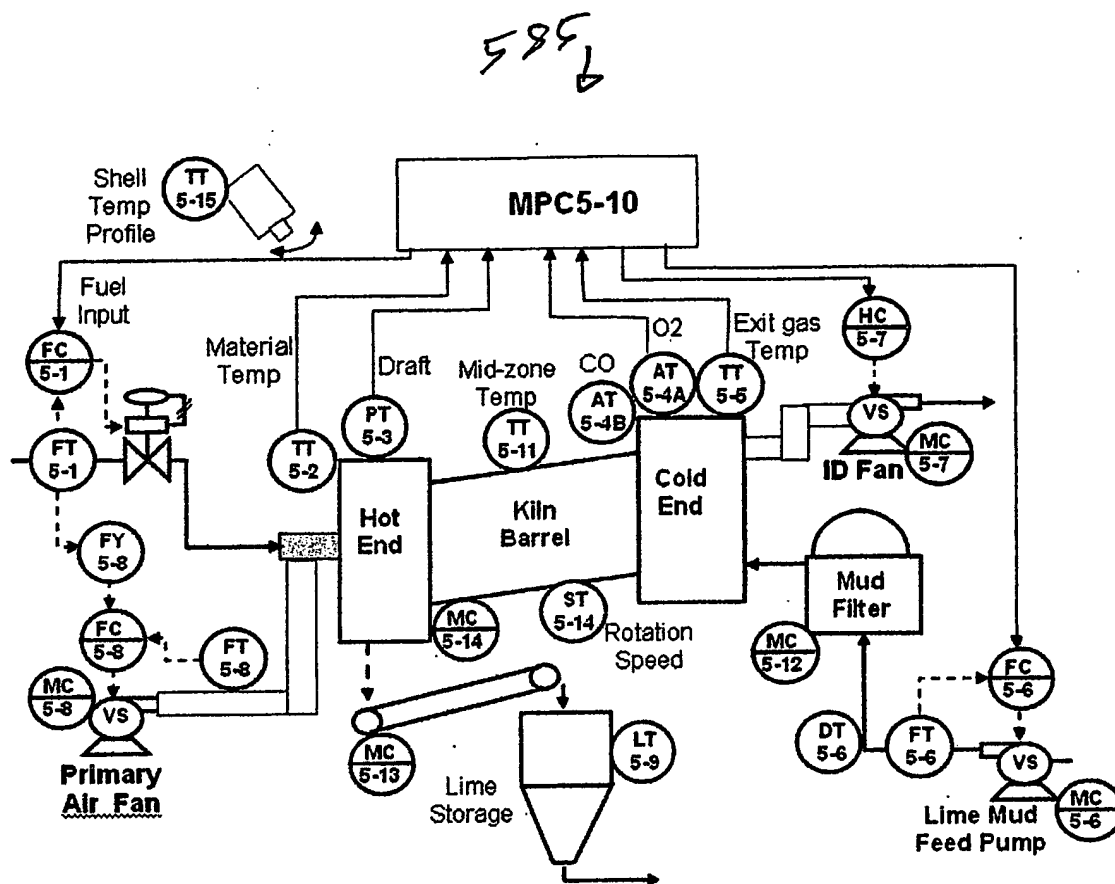 585
MPC5-10
Shell
Temp
Profile
TT
5-15
Fuel
Input
FC
5-1
FT
5-1
FY
5-8
FC
5-8
FT
5-8
MC
5-8
VS
Primary
Air Fan
Material
Temp
TT
5-2
Draft
PT
5-3
Hot
End
MC
5-14
MC
5-13
Mid-zone
Temp
TT
5-11
Kiln
Barrel
ST
5-14
Rotation
Speed
Lime
Storage
LT
5-9
CO
AT
5-4B
O2
AT
5-4A
Exit gas
Temp
TT
5-5
Cold
End
HC
5-7
VS
MC
5-7
ID Fan
Mud
Filter
MC
5-12
DT
5-6
FT
5-6
FC
5-6
VS
MC
5-6
Lime Mud
Feed Pump